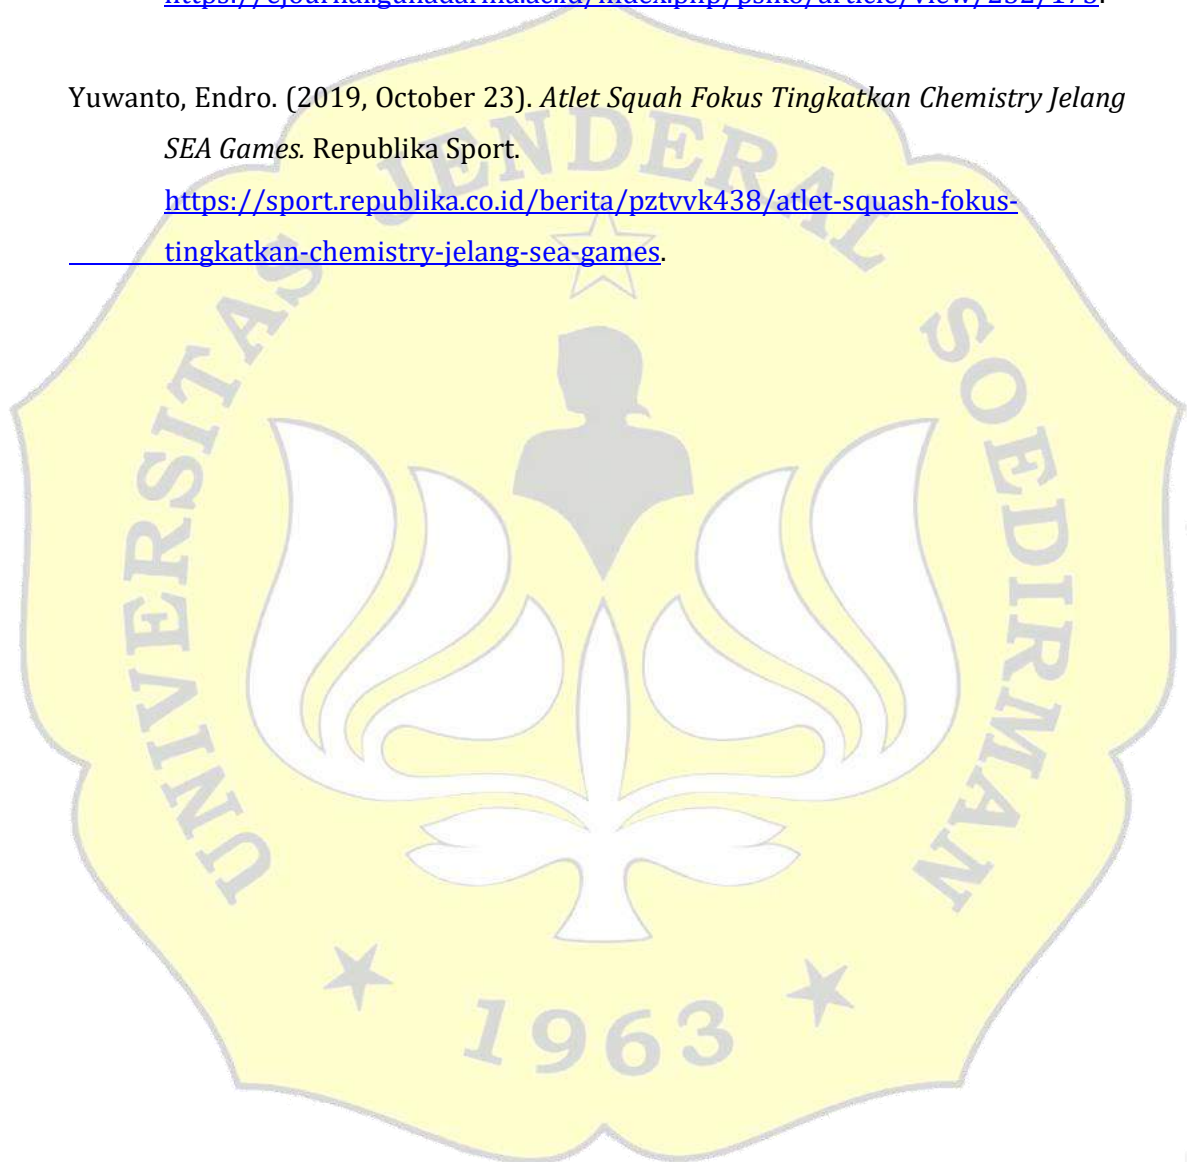 Yuwanto, Endro. (2019, October 23). Atlet Squah Fokus Tingkatkan Chemistry Jelang
SEA Games. Republika Sport.
https://sport.republika.co.id/berita/pztvvk438/atlet-squash-fokus-
tingkatkan-chemistry-jelang-sea-games.
UNIVERSITAS JENDERAL SOEDIRMAN
1963